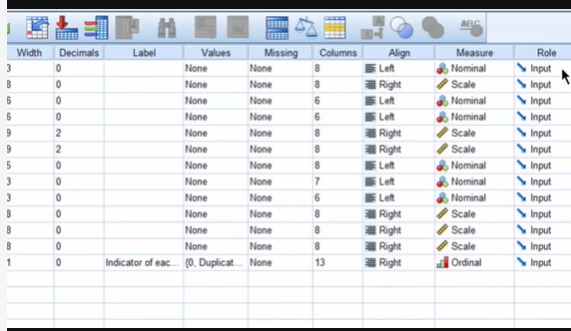 Width Decimals Label Values Missing Columns Align Measure Role
3 0 None None 8 Left Nominal Input
8 0 None None 8 Right Scale Input
6 0 None None 6 Left Nominal Input
6 0 None None 6 Left Nominal Input
9 2 None None 8 Right Scale Input
9 2 None None 8 Right Scale Input
5 0 None None 8 Left Nominal Input
3 0 None None 7 Left Nominal Input
3 0 None None 6 Left Nominal Input
8 0 None None 8 Right Scale Input
8 0 None None 8 Right Scale Input
8 0 None None 8 Right Scale Input
1 0 Indicator of eac... {0, Duplicat... None 13 Right Ordinal Input